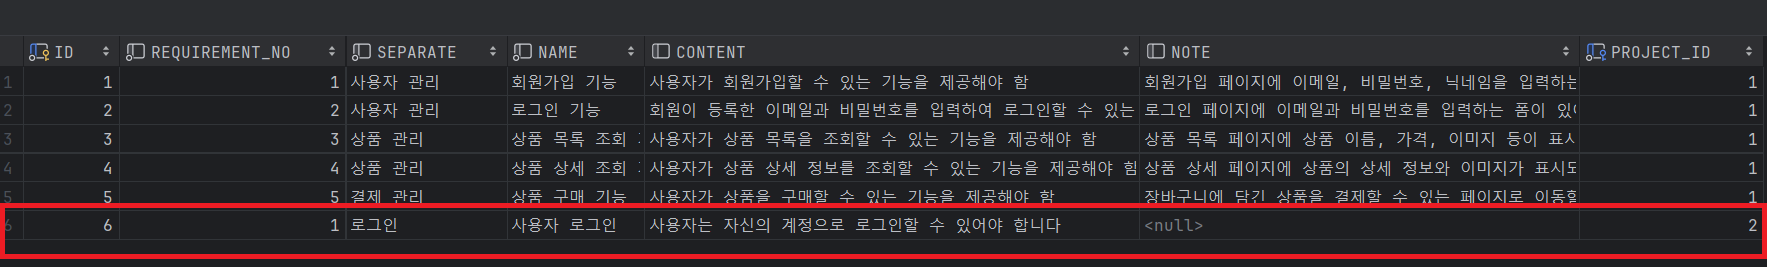 ID REQUIREMENT_NO SEPARATE NAME CONTENT NOTE PROJECT_ID
1 1 1 사용자 관리 회원가입 기능 사용자가 회원가입할 수 있는 기능을 제공해야 함 회원가입 페이지에 이메일, 비밀번호, 닉네임을 입력하는 1
2 2 2 사용자 관리 로그인 기능 회원이 등록한 이메일과 비밀번호를 입력하여 로그인할 수 있는 로그인 페이지에 이메일과 비밀번호를 입력하는 폼이 1
3 3 3 상품 관리 상품 목록 조회 사용자가 상품 목록을 조회할 수 있는 기능을 제공해야 함 상품 목록 페이지에 상품 이름, 가격, 이미지 등이 1
4 4 4 상품 관리 상품 상세 조회 사용자가 상품 상세 정보를 조회할 수 있는 기능을 제공해야 함 상품 상세 페이지에 상품의 상세 정보와 이미지가 1
5 5 5 결제 관리 상품 구매 기능 사용자가 상품을 구매할 수 있는 기능을 제공해야 함 장바구니에 담긴 상품을 결제할 수 있는 페이지로 1
6 6 1 로그인 사용자 로그인 사용자는 자신의 계정으로 로그인할 수 있어야 합니다 <null> 2